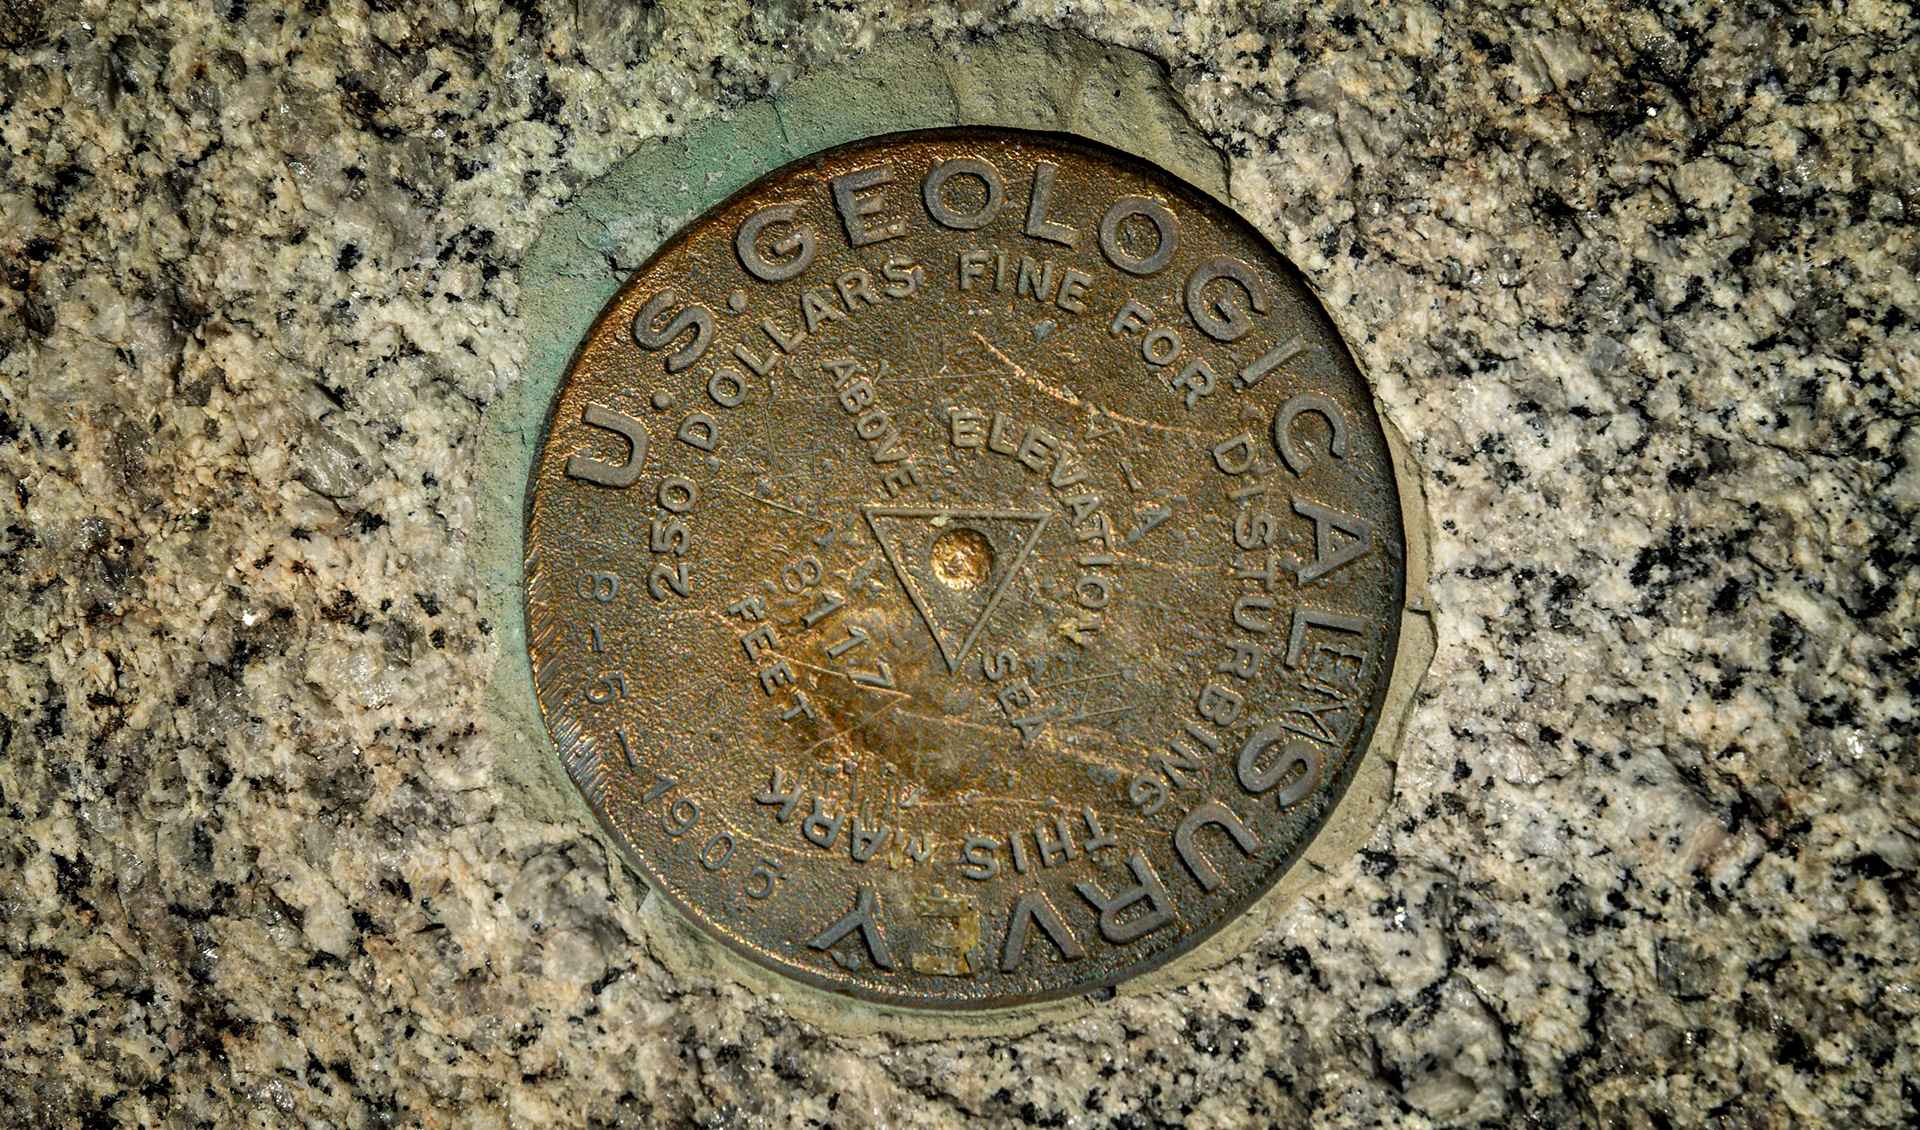 U.S. GEOLOGICAL SURVEY
250 DOLLARS FINE FOR DISTURBING THIS MARK
ELEVATION
ABOVE
SEA
8117
FEET
8-5-1905